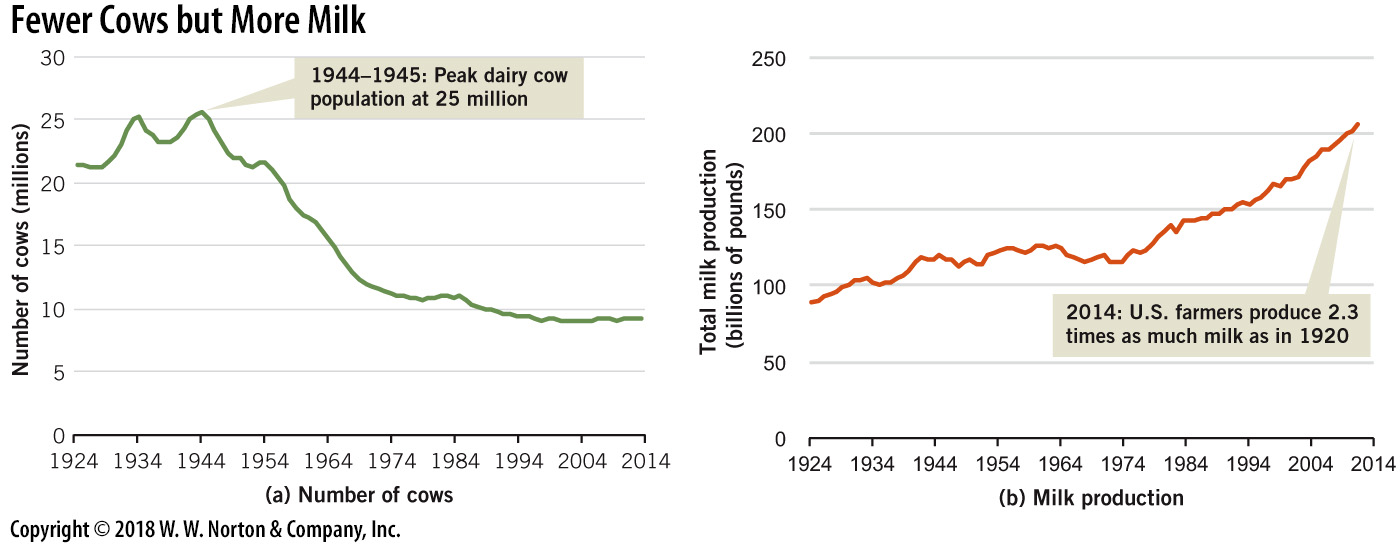 Fewer Cows but More Milk
Number of cows (millions)
30
25
20
15
10
5
0
1944–1945: Peak dairy cow
population at 25 million
1924 1934 1944 1954 1964 1974 1984 1994 2004 2014
(a) Number of cows
Total milk production
(billions of pounds)
250
200
150
100
50
0
2014: U.S. farmers produce 2.3
times as much milk as in 1920
1924 1934 1944 1954 1964 1974 1984 1994 2004 2014
(b) Milk production
Copyright © 2018 W. W. Norton & Company, Inc.